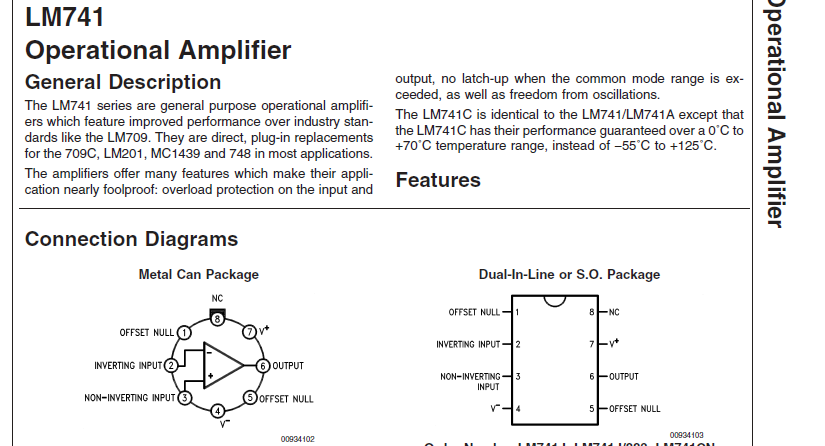 LM741
Operational Amplifier
General Description
The LM741 series are general purpose operational amplifi-
ers which feature improved performance over industry stan-
dards like the LM709. They are direct, plug-in replacements
for the 709C, LM201, MC1439 and 748 in most applications.
The amplifiers offer many features which make their appli-
cation nearly foolproof: overload protection on the input and
output, no latch-up when the common mode range is ex-
ceeded, as well as freedom from oscillations.
The LM741C is identical to the LM741/LM741A except that
the LM741C has their performance guaranteed over a 0˚C to
+70˚C temperature range, instead of −55˚C to +125˚C.
Features
Operational Amplifier
Connection Diagrams
Metal Can Package
NC
8
OFFSET NULL 1
7 V+
INVERTING INPUT 2
−
6 OUTPUT
+
NON-INVERTING INPUT 3
5 OFFSET NULL
4
V−
00934102
Dual-In-Line or S.O. Package
OFFSET NULL 1 8 NC
INVERTING INPUT 2 7 V+
NON-INVERTING 3 6 OUTPUT
INPUT
V− 4 5 OFFSET NULL
00934103